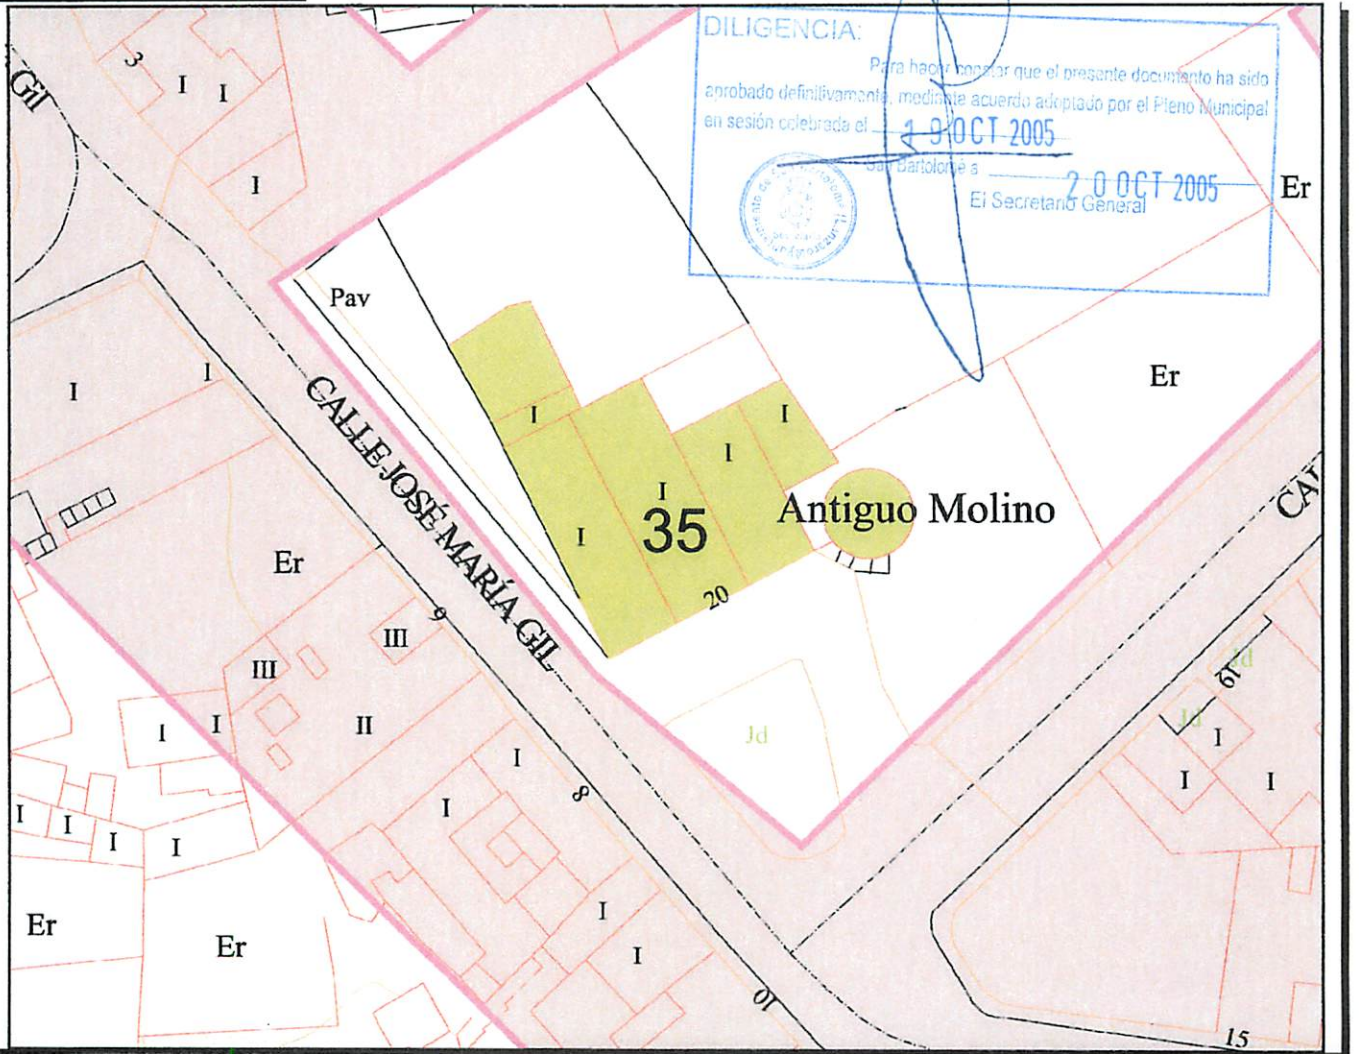 DILIGENCIA:
Para hacer constar que el presente documento ha sido
aprobado definitivamente, mediante acuerdo adoptado por el Pleno Municipal
en sesión celebrada el 19 OCT 2005
San Bartolomé a 20 OCT 2005
El Secretario General
Gil
3
I
I
I
Er
Pav
Er
I
I
CALLE JOSÉ MARÍA GIL
I
I
I
I
I
35
Antiguo Molino
20
CAL
Er
III
9
III
II
I
I
Jd
Jd
19
Jd
I
I
I
I
8
I
I
I
I
I
I
I
Er
Er
10
15